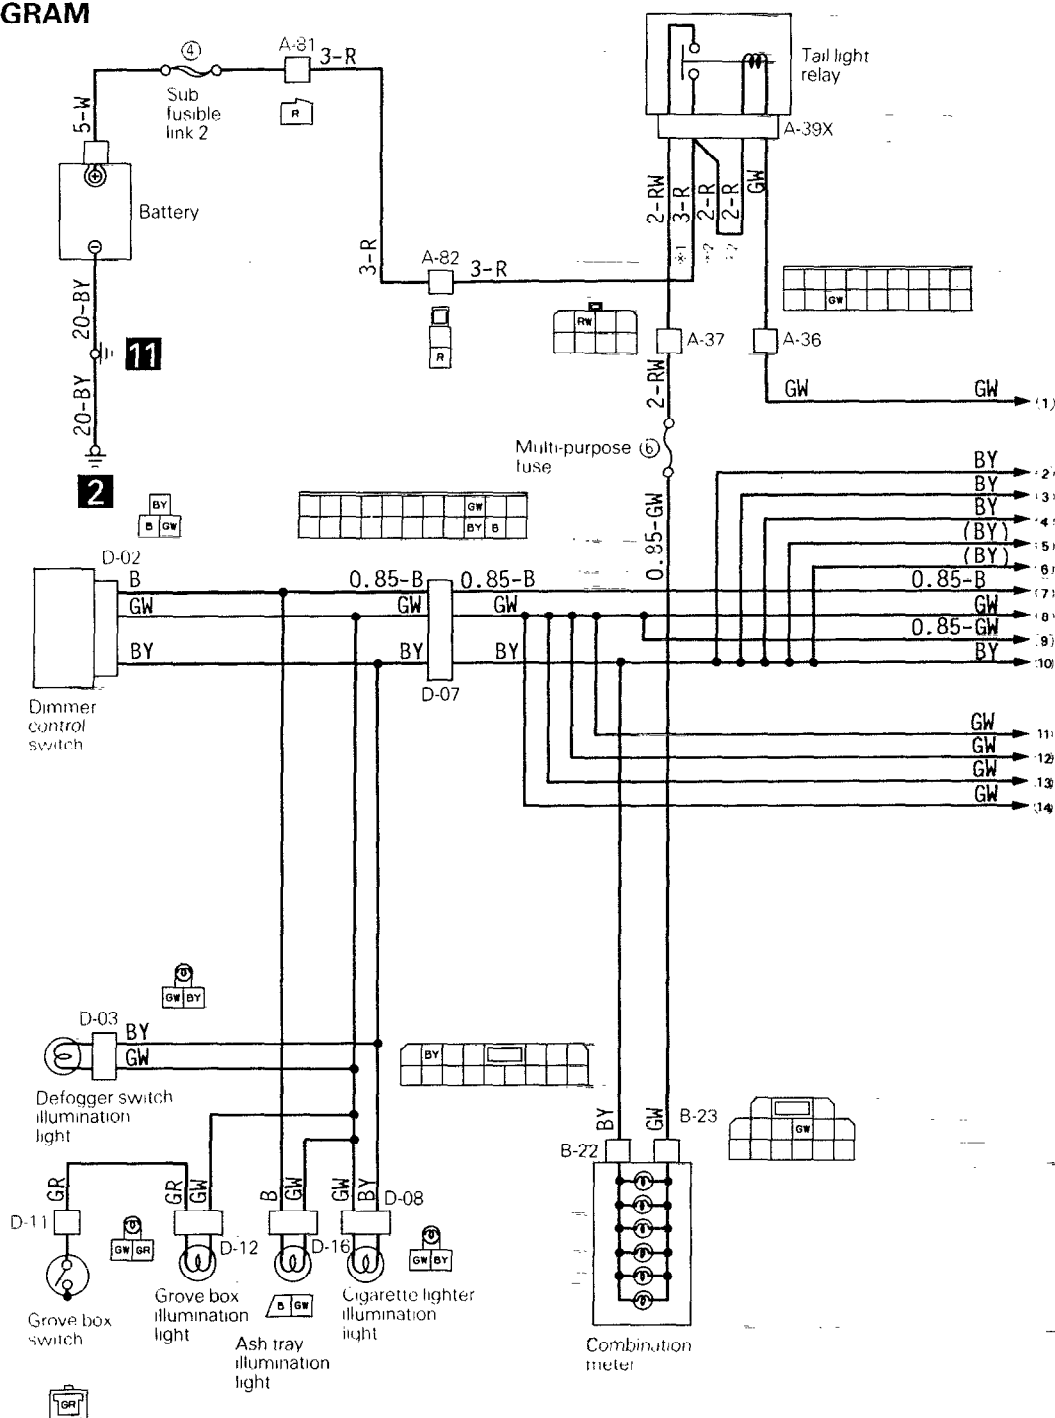 GRAM
4
A-81
3-R
Sub
fusible
link 2
R
5-W
Battery
20-BY
11
20-BY
2
3-R
A-82
3-R
R
Tail light
relay
A-39X
2-RW
3-R
2-R
2-R
GW
※1
※2
GW
RW
A-37
A-36
2-RW
GW
GW
(1)
Multi-purpose
fuse
6
0.85-GW
BY
(2)
BY
(3)
BY
(4)
(BY)
(5)
(BY)
(6)
0.85-B
(7)
GW
(8)
0.85-GW
(9)
BY
(10)
BY
B
GW
GW
BY
B
D-02
B
0.85-B
0.85-B
GW
GW
GW
BY
BY
BY
D-07
Dimmer
control
switch
GW
(11)
GW
(12)
GW
(13)
GW
(14)
GW
BY
D-03
BY
GW
BY
Defogger switch
illumination
light
BY
GW
B-23
GW
B-22
GR
GR
GW
B
GW
GW
BY
D-08
D-11
GW
GR
D-12
D-16
GW
BY
Grove box
switch
Grove box
illumination
light
B
GW
Ash tray
illumination
light
Cigarette lighter
illumination
light
Combination
meter
GR